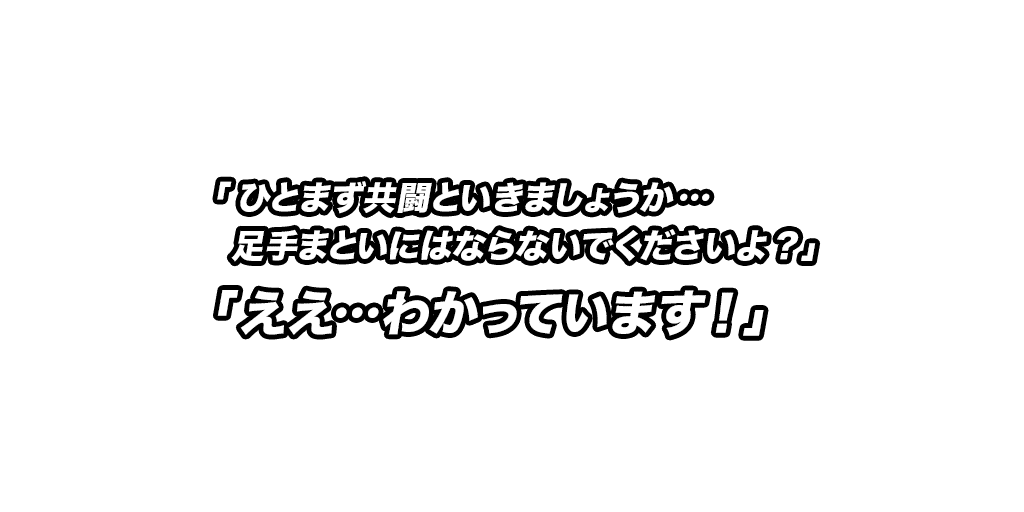 「ひとまず共闘といきましょうか…
足手まといにはならないでくださいよ？」
「ええ…わかっています！」